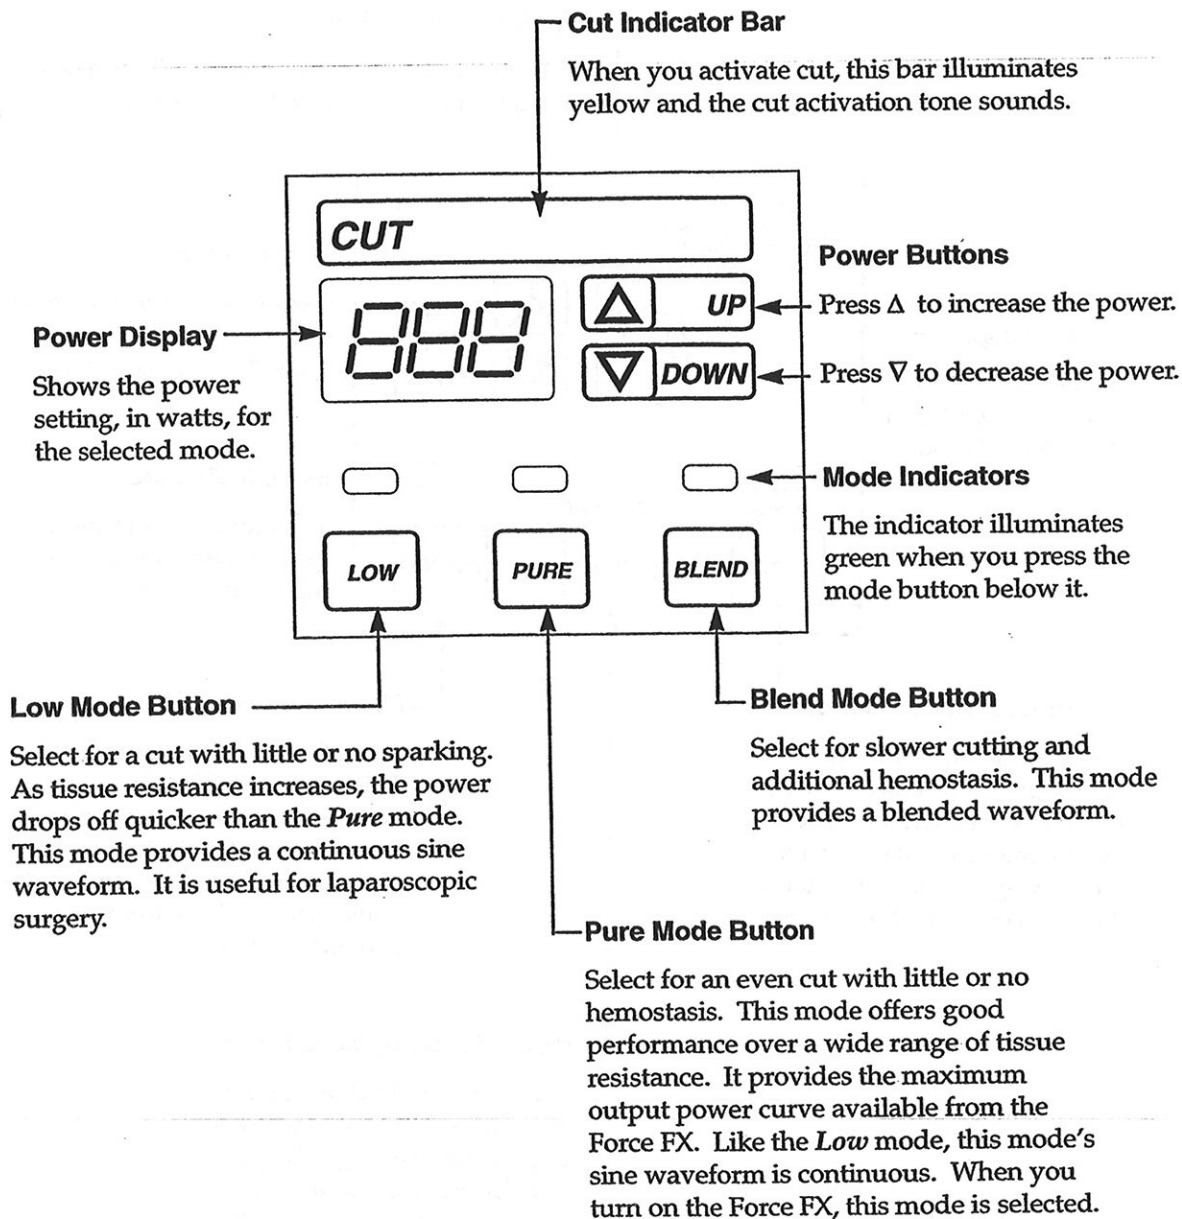 Cut Indicator Bar
When you activate cut, this bar illuminates
yellow and the cut activation tone sounds.
CUT
888
UP
DOWN
Power Buttons
Press Δ to increase the power.
Press ∇ to decrease the power.
Power Display
Shows the power
setting, in watts, for
the selected mode.
Mode Indicators
The indicator illuminates
green when you press the
mode button below it.
LOW
PURE
BLEND
Low Mode Button
Select for a cut with little or no sparking.
As tissue resistance increases, the power
drops off quicker than the Pure mode.
This mode provides a continuous sine
waveform. It is useful for laparoscopic
surgery.
Blend Mode Button
Select for slower cutting and
additional hemostasis. This mode
provides a blended waveform.
Pure Mode Button
Select for an even cut with little or no
hemostasis. This mode offers good
performance over a wide range of tissue
resistance. It provides the maximum
output power curve available from the
Force FX. Like the Low mode, this mode's
sine waveform is continuous. When you
turn on the Force FX, this mode is selected.